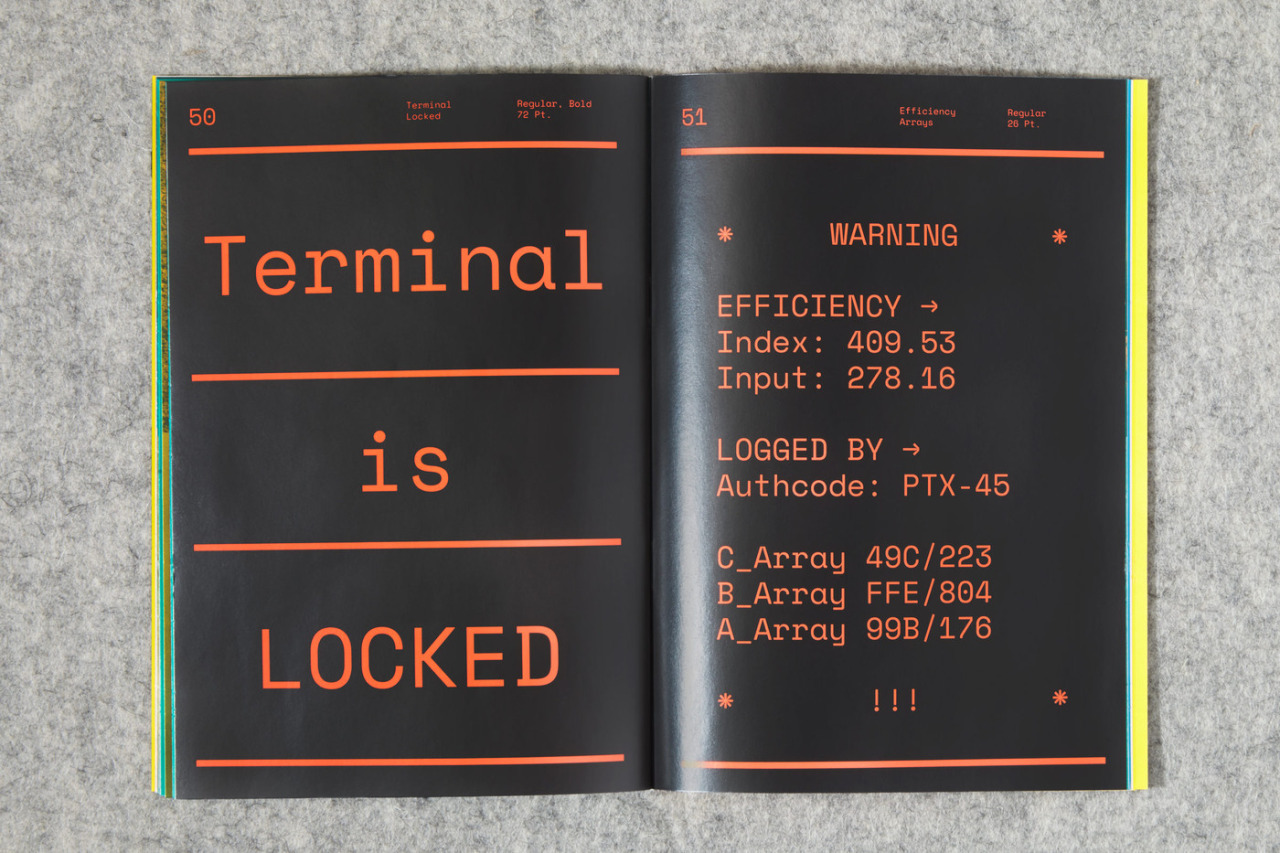 50
Terminal
Locked
Regular, Bold
72 Pt.
Terminal
is
LOCKED
51
Efficiency
Arrays
Regular
26 Pt.
* WARNING *
EFFICIENCY →
Index: 409.53
Input: 278.16
LOGGED BY →
Authcode: PTX-45
C_Array 49C/223
B_Array FFE/804
A_Array 99B/176
* !!! *